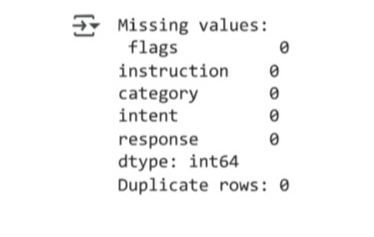 Missing values:
 flags          0
instruction    0
category       0
intent         0
response       0
dtype: int64
Duplicate rows: 0